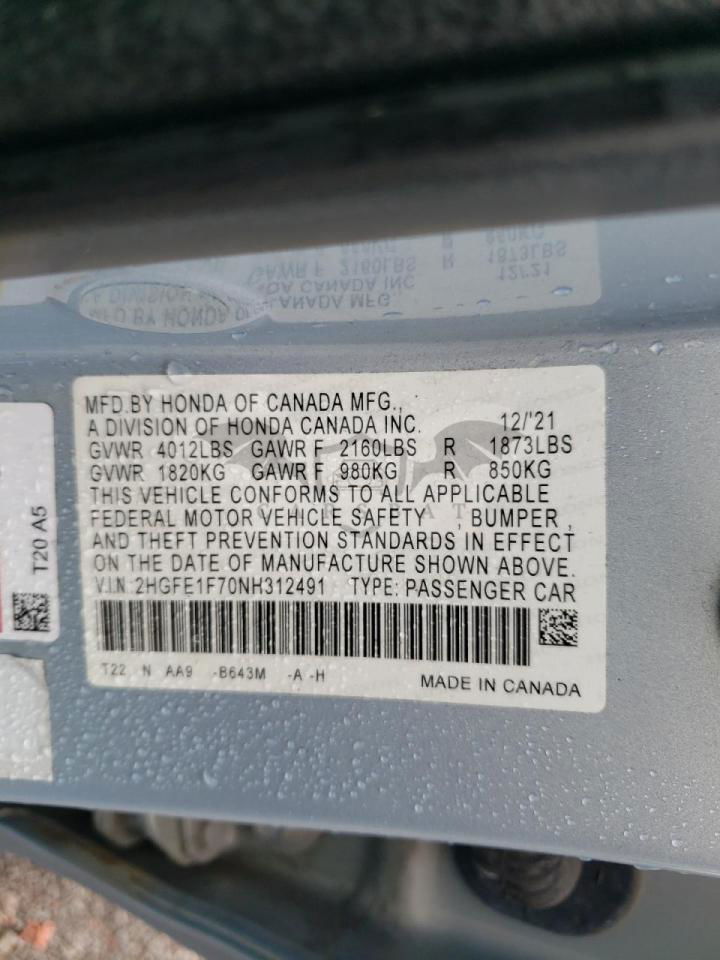 MFD.BY HONDA OF CANADA MFG.,
A DIVISION OF HONDA CANADA INC. 12/'21
GVWR 4012LBS GAWR F 2160LBS R 1873LBS
GVWR 1820KG GAWR F 980KG R 850KG
THIS VEHICLE CONFORMS TO ALL APPLICABLE
FEDERAL MOTOR VEHICLE SAFETY , BUMPER ,
AND THEFT PREVENTION STANDARDS IN EFFECT
ON THE DATE OF MANUFACTURE SHOWN ABOVE.
V.I.N.: 2HGFE1F70NH312491 TYPE: PASSENGER CAR
T22 N AA9 -B643M -A -H
MADE IN CANADA
T20 A5